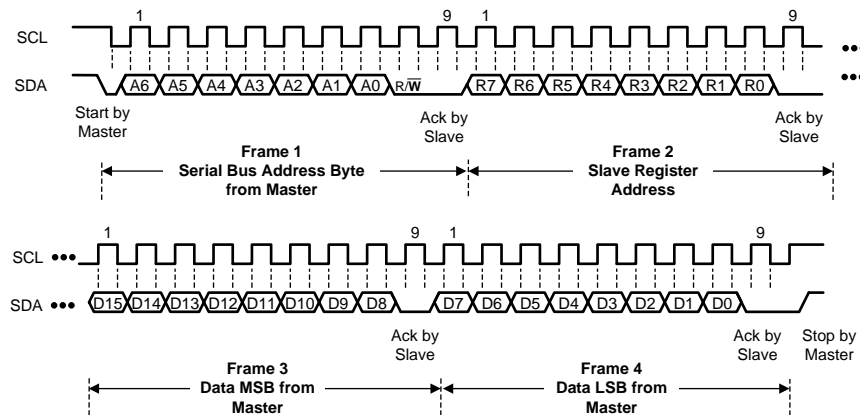 1 9 1 9
SCL
SDA A6 A5 A4 A3 A2 A1 A0 R/W R7 R6 R5 R4 R3 R2 R1 R0
Start by
Master
Ack by
Slave
Ack by
Slave
Frame 1
Serial Bus Address Byte
from Master
Frame 2
Slave Register
Address
1 9 1 9
SCL
SDA D15 D14 D13 D12 D11 D10 D9 D8 D7 D6 D5 D4 D3 D2 D1 D0
Ack by
Slave
Ack by
Slave
Stop by
Master
Frame 3
Data MSB from
Master
Frame 4
Data LSB from
Master